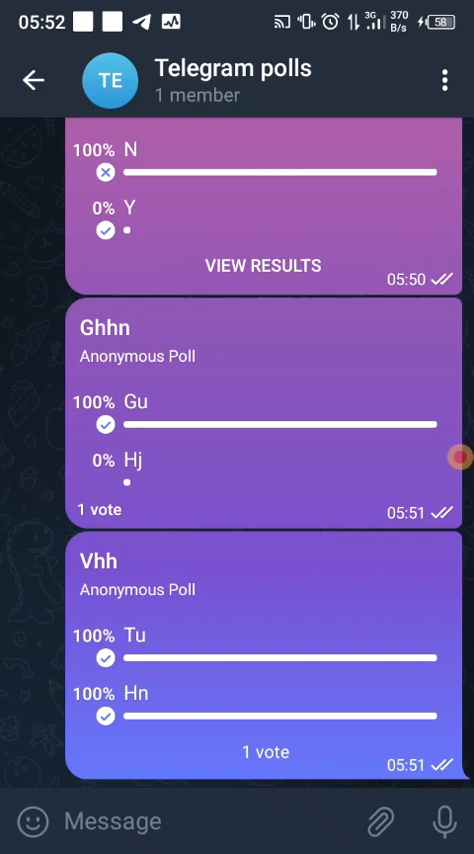 05:52
3G 370 B/s 58
TE Telegram polls
1 member
100% N
0% Y
VIEW RESULTS
05:50
Ghhn
Anonymous Poll
100% Gu
0% Hj
1 vote
05:51
Vhh
Anonymous Poll
100% Tu
100% Hn
1 vote
05:51
Message